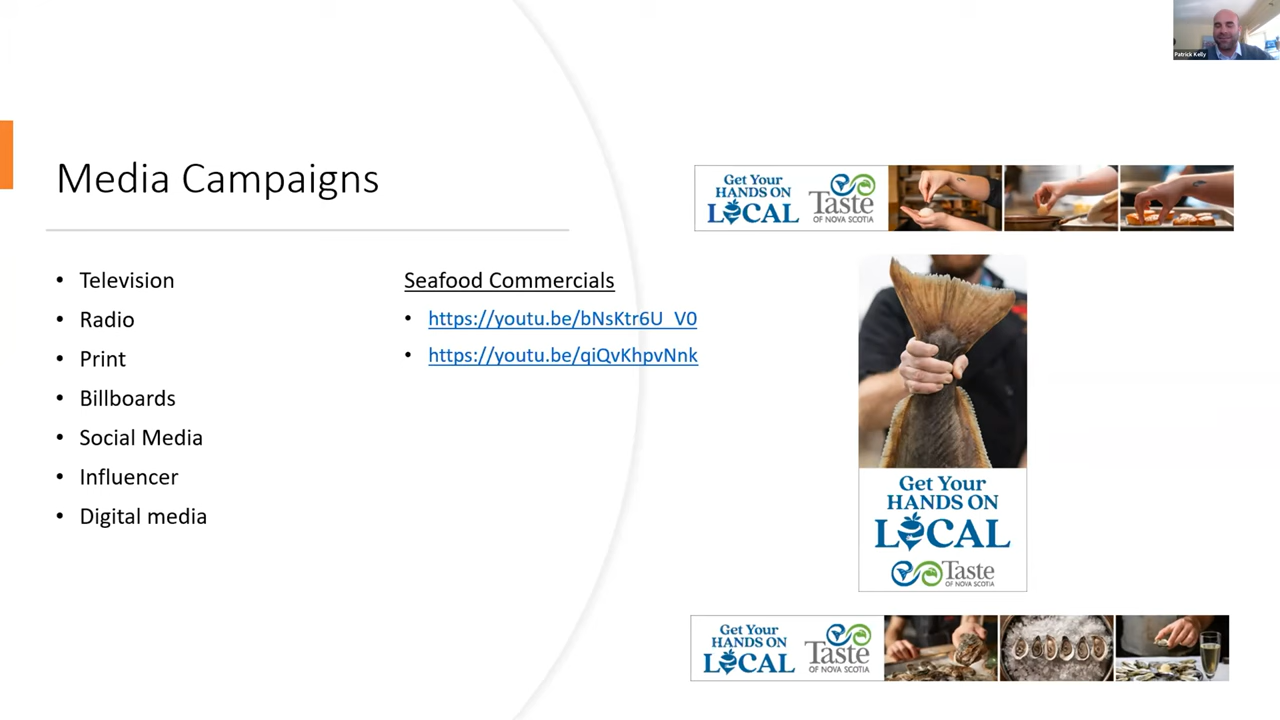 Patrick Kelly
Media Campaigns
• Television
• Radio
• Print
• Billboards
• Social Media
• Influencer
• Digital media
Seafood Commercials
• https://youtu.be/bNsKtr6U_V0
• https://youtu.be/qiQvKhpvNnk
Get Your
HANDS ON
LOCAL
Taste
OF NOVA SCOTIA
Get Your
HANDS ON
LOCAL
Taste
OF NOVA SCOTIA
Get Your
HANDS ON
LOCAL
Taste
OF NOVA SCOTIA